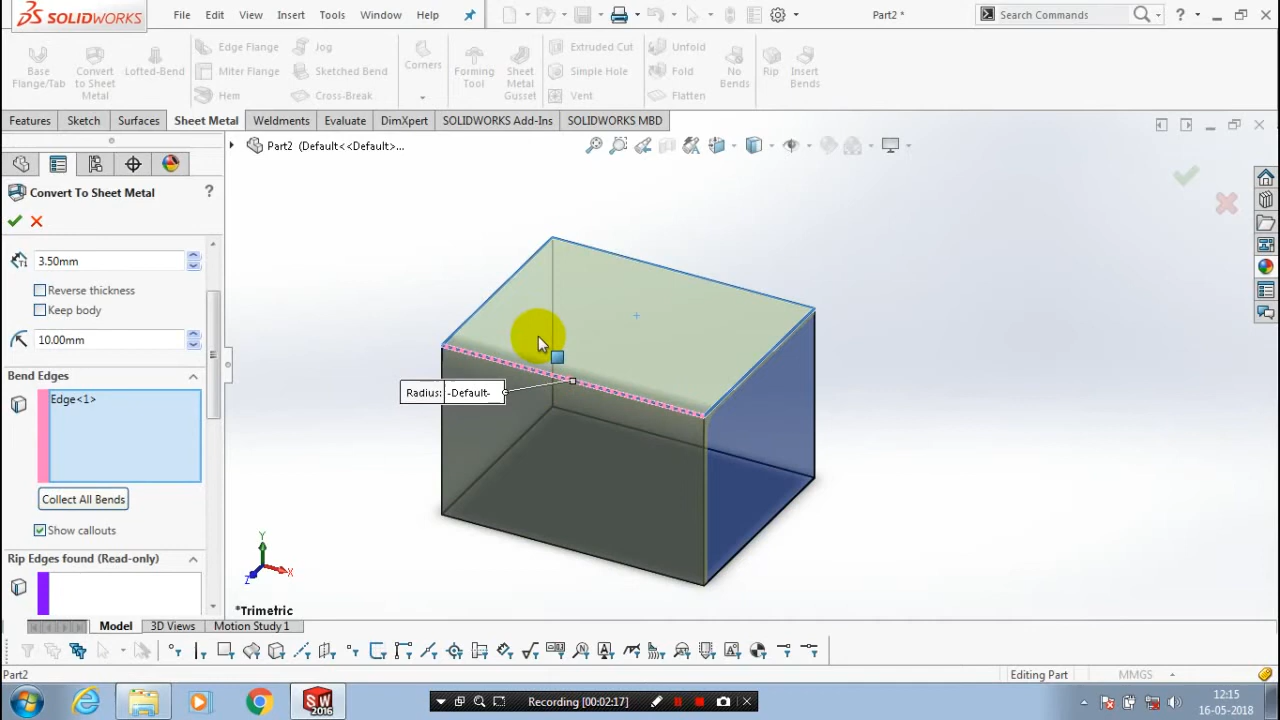 SOLIDWORKS File Edit View Insert Tools Window Help Part2 * Search Commands ?
Base Flange/Tab Convert to Sheet Metal Lofted-Bend Edge Flange Miter Flange Hem Jog Sketched Bend Cross-Break Corners Forming Tool Sheet Metal Gusset Extruded Cut Simple Hole Vent Unfold Fold Flatten No Bends Rip Insert Bends
Features Sketch Surfaces Sheet Metal Weldments Evaluate DimXpert SOLIDWORKS Add-Ins SOLIDWORKS MBD
Part2 (Default<<Default>...
Convert To Sheet Metal ?
3.50mm
Reverse thickness
Keep body
10.00mm
Bend Edges
Edge<1>
Radius: -Default-
Collect All Bends
Show callouts
Rip Edges found (Read-only)
Y
X
Z
*Trimetric
Model 3D Views Motion Study 1
Part2 Editing Part MMGS
SW 2016
Recording [00:02:17]
12:15
16-05-2018